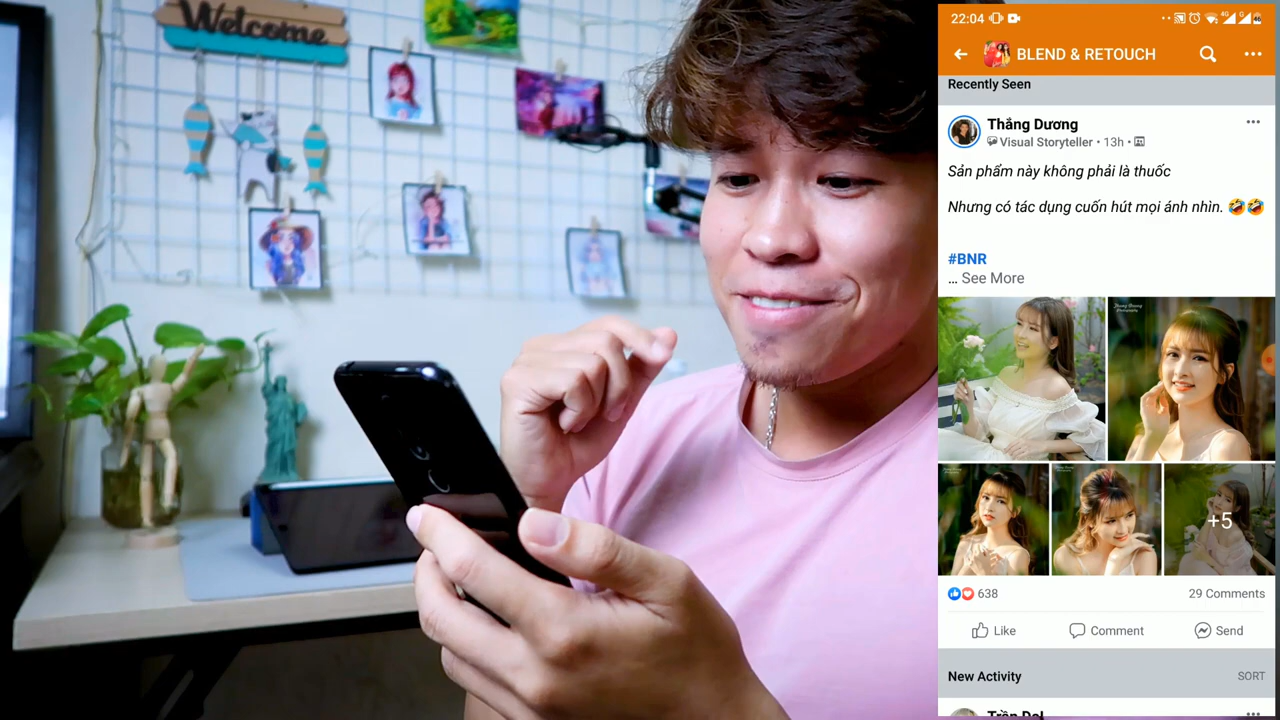 Welcome
22:04
BLEND & RETOUCH
Recently Seen
Thắng Dương
Visual Storyteller • 13h •
Sản phẩm này không phải là thuốc
Nhưng có tác dụng cuốn hút mọi ánh nhìn. 🤣🤣
#BNR
... See More
+5
638
29 Comments
Like
Comment
Send
New Activity
SORT